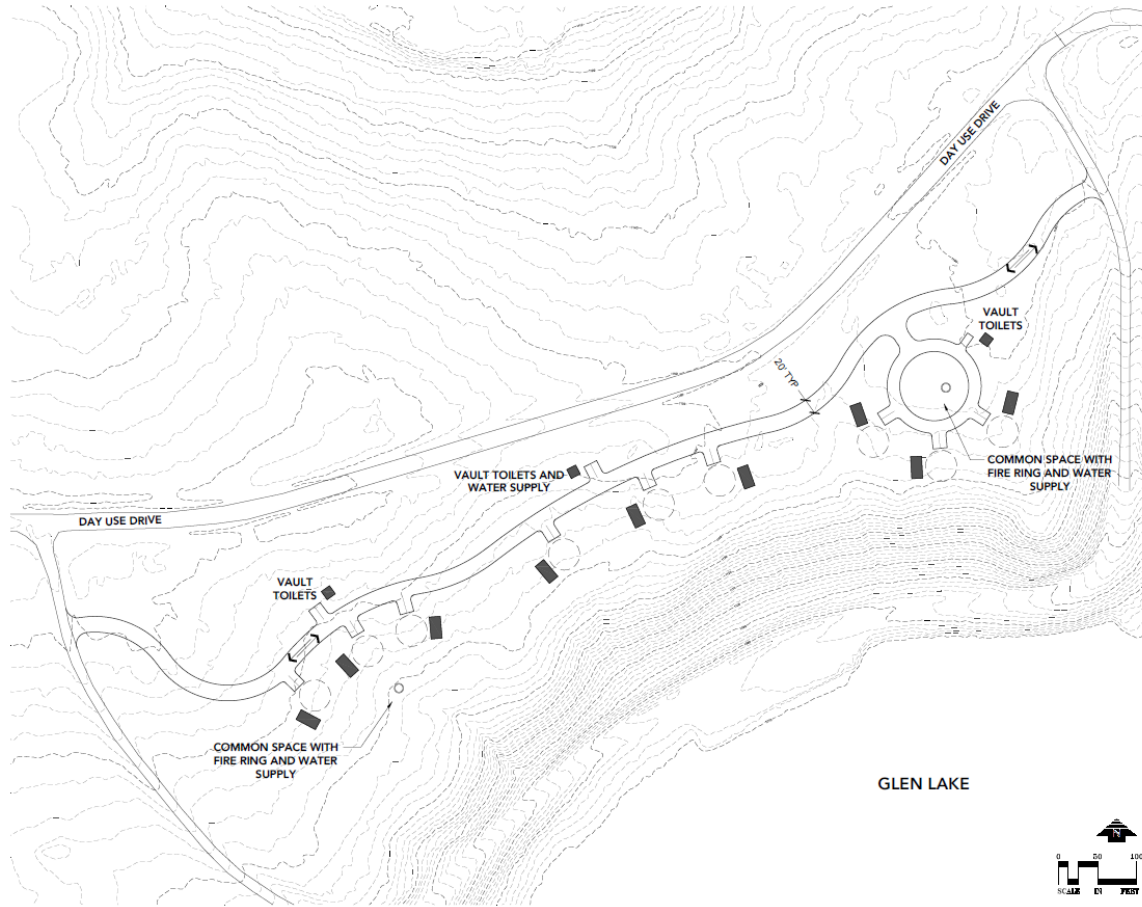 DAY USE DRIVE
VAULT
TOILETS
20' TYP
COMMON SPACE WITH
FIRE RING AND WATER
SUPPLY
VAULT TOILETS AND
WATER SUPPLY
DAY USE DRIVE
VAULT
TOILETS
COMMON SPACE WITH
FIRE RING AND WATER
SUPPLY
GLEN LAKE
N
0 50 100
SCALE IN FEET